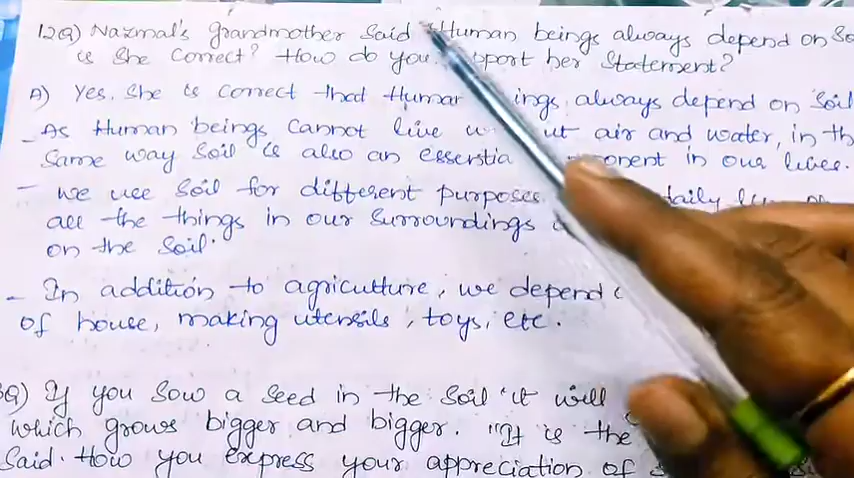 12Q) Nazmal's grandmother Said "Human beings always depend on So
is She Correct? How do you pport her Statement?
A) Yes. She is correct that Human ings always depend on Soil
- As Human beings cannot live w ut air and water, in th
Same way Soil is also an essential onent in our lives.
- we use Soil for different purposes daily
all the things in our Surroundings
on the Soil.
- In addition to agriculture, we depend
of house, making utensils, toys, etc.
3Q) If you Sow a Seed in the Soil 'it will
which grows bigger and bigger. "It is the
Said. How you express your appreciation of